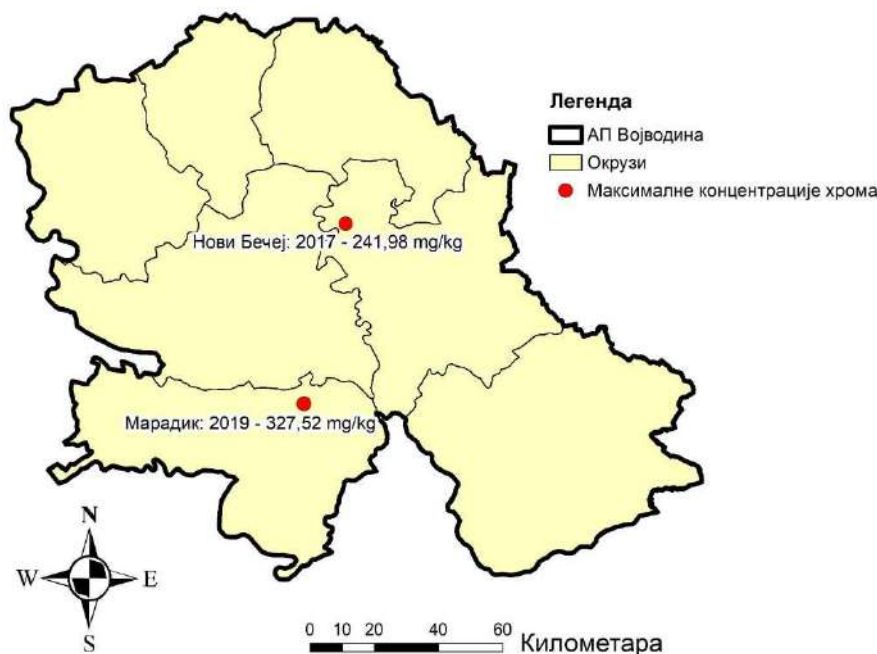 Легенда
АП Војводина
Окрузи
Максималне концентрације хрома
Нови Бечеј: 2017 - 241,98 mg/kg
Марадик: 2019 - 327,52 mg/kg
N
W E
S
0 10 20 40 60
Километара